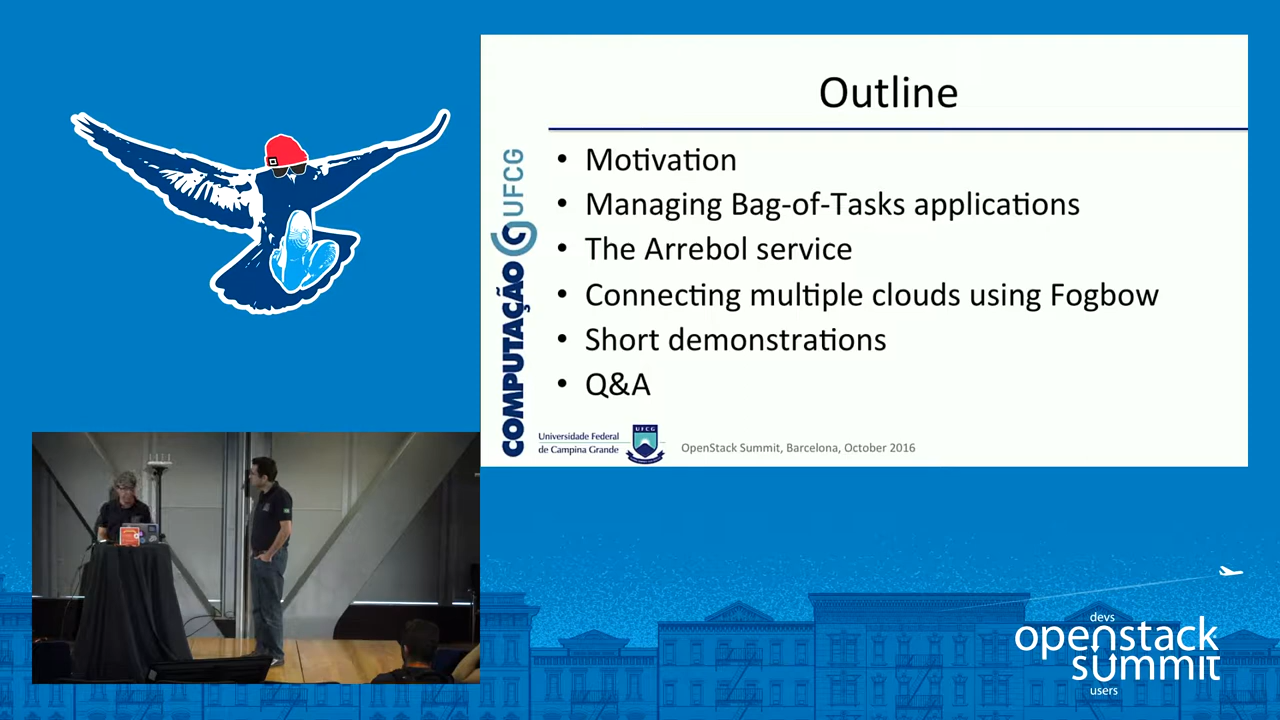 Outline
• Motivation
• Managing Bag-of-Tasks applications
• The Arrebol service
• Connecting multiple clouds using Fogbow
• Short demonstrations
• Q&A
COMPUTAÇÃO UFCG
Universidade Federal
de Campina Grande
UFCG
OpenStack Summit, Barcelona, October 2016
devs
openstack
summit
users